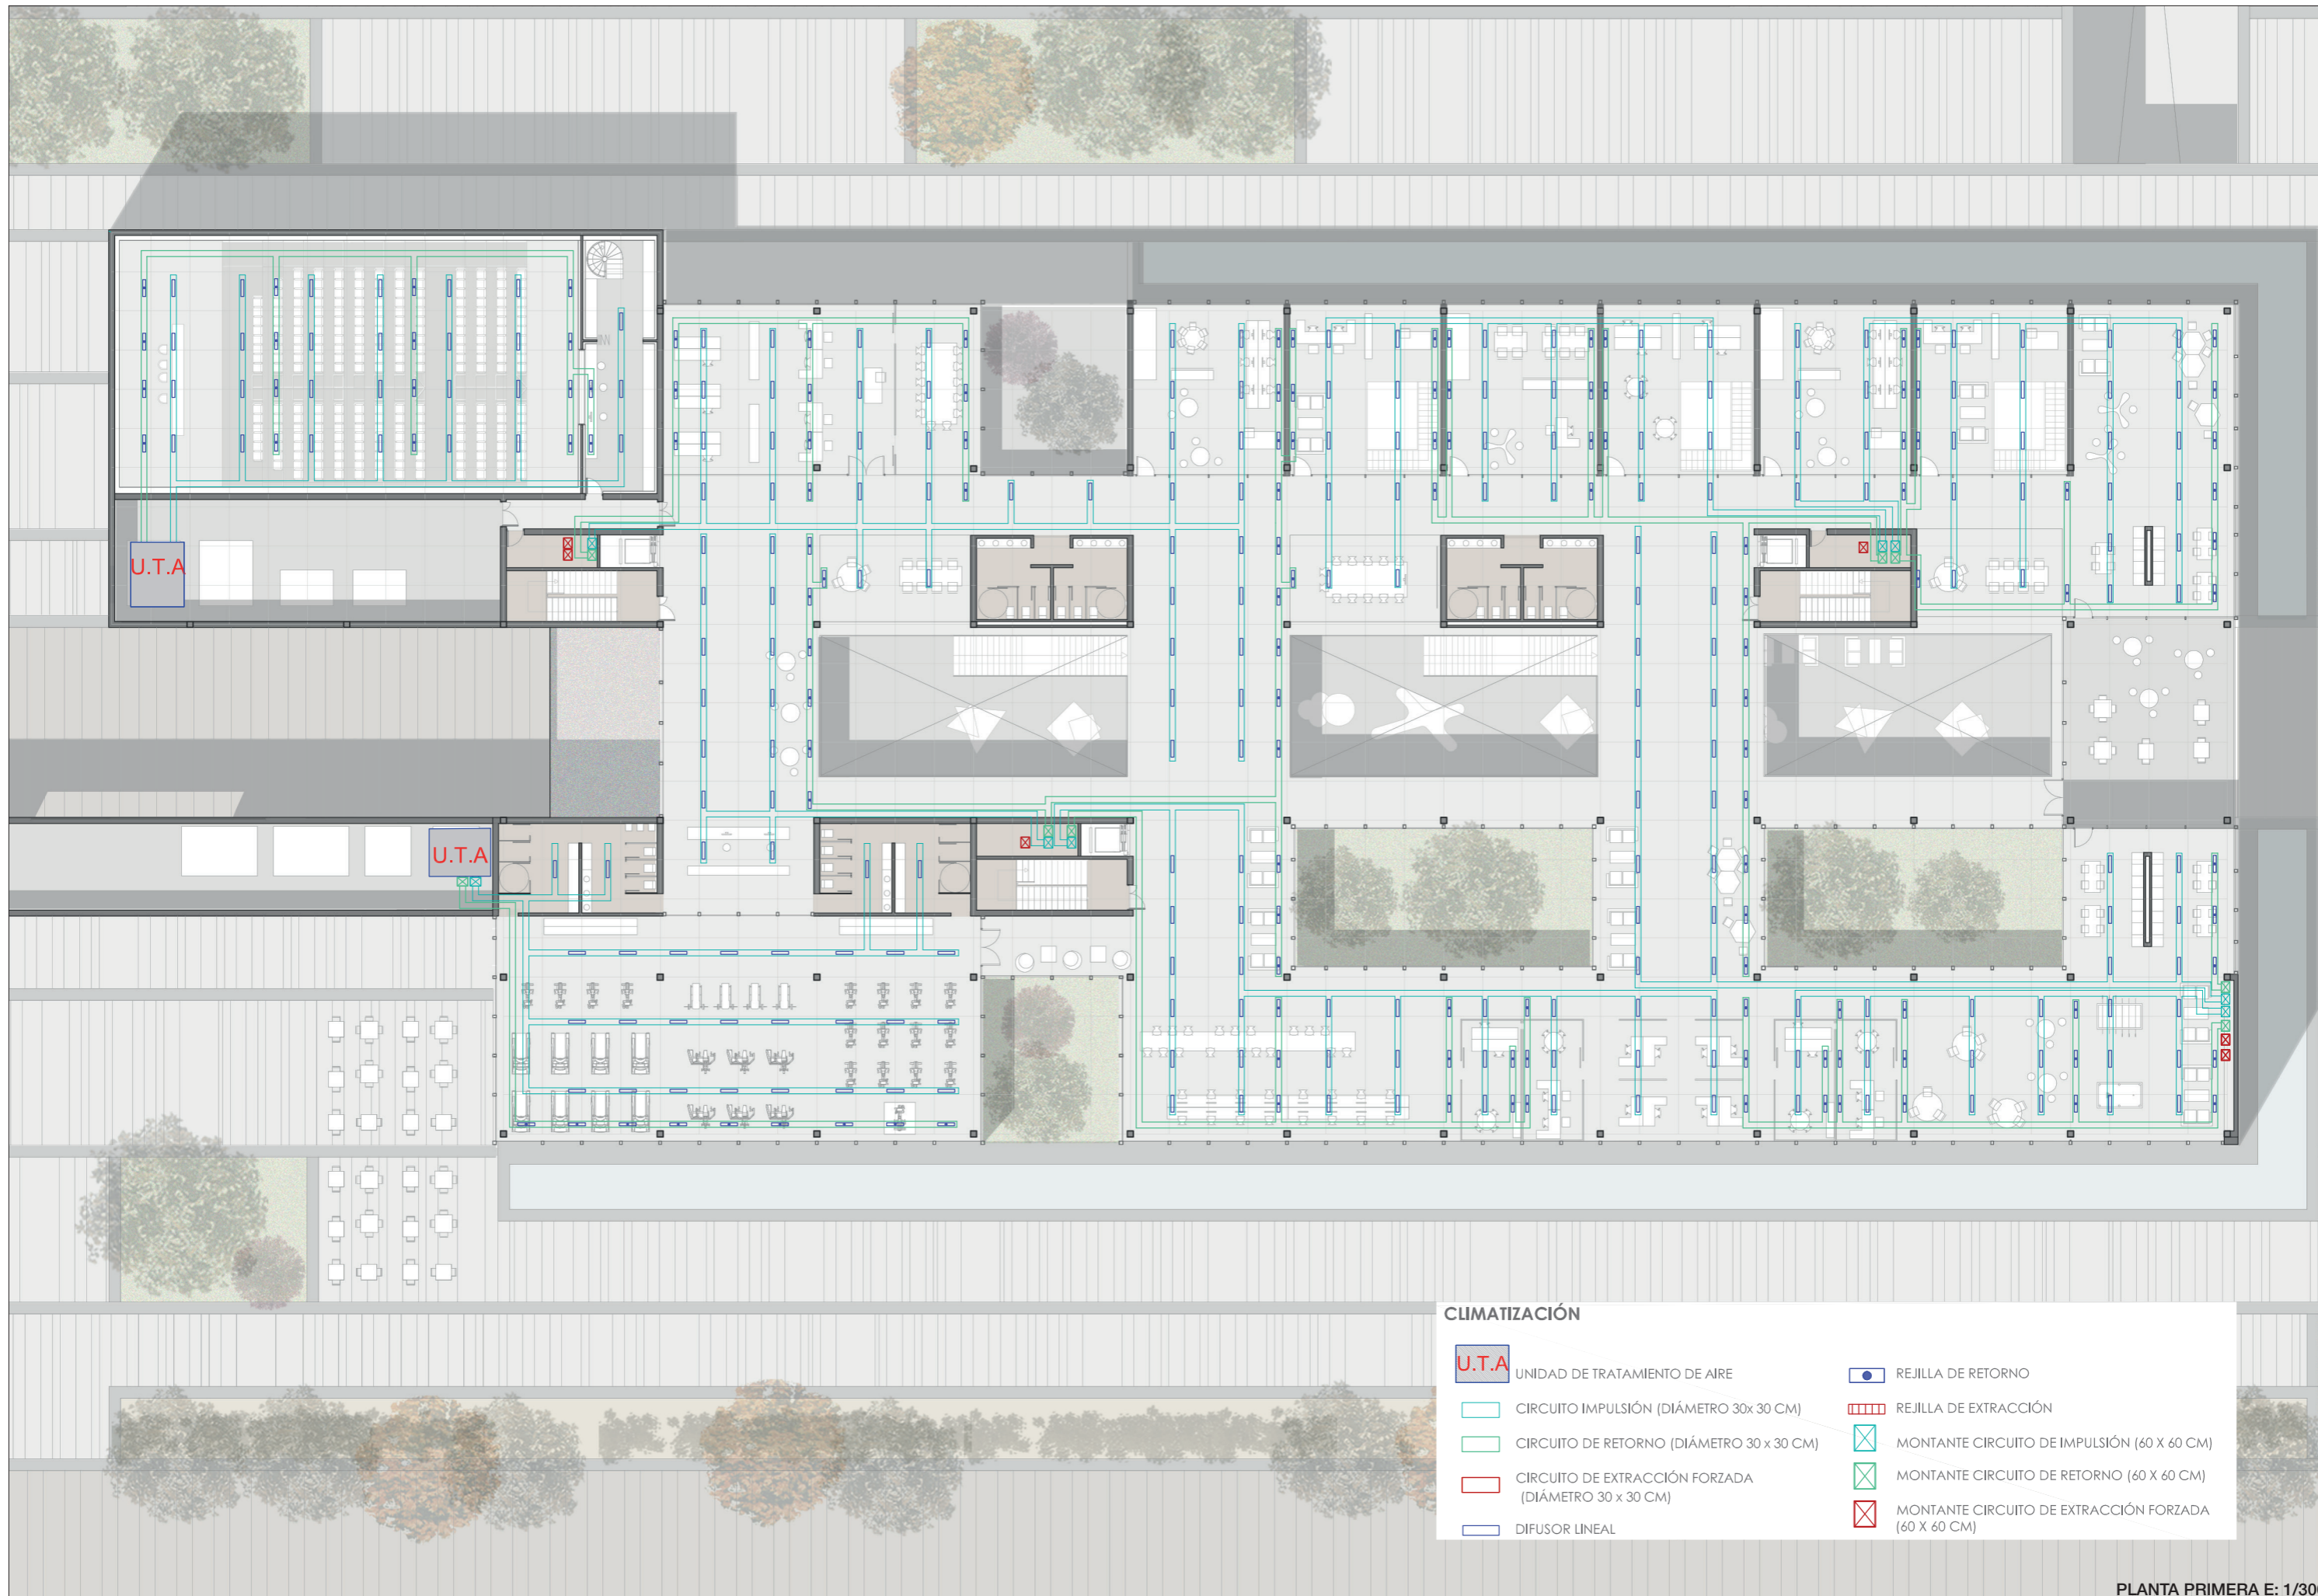 U.T.A
U.T.A
CLIMATIZACIÓN
U.T.A
UNIDAD DE TRATAMIENTO DE AIRE
CIRCUITO IMPULSIÓN (DIÁMETRO 30x 30 CM)
CIRCUITO DE RETORNO (DIÁMETRO 30 x 30 CM)
CIRCUITO DE EXTRACCIÓN FORZADA
(DIÁMETRO 30 x 30 CM)
DIFUSOR LINEAL
REJILLA DE RETORNO
REJILLA DE EXTRACCIÓN
MONTANTE CIRCUITO DE IMPULSIÓN (60 X 60 CM)
MONTANTE CIRCUITO DE RETORNO (60 X 60 CM)
MONTANTE CIRCUITO DE EXTRACCIÓN FORZADA
(60 X 60 CM)
PLANTA PRIMERA E: 1/30